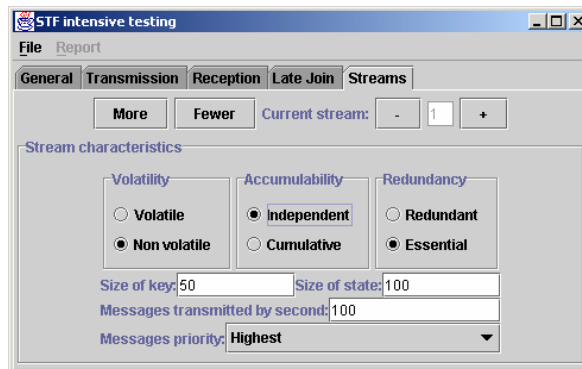 STF intensive testing
File Report
General Transmission Reception Late Join Streams
More Fewer Current stream: - 1 +
Stream characteristics
Volatility Accumulability Redundancy
Volatile Independent Redundant
Non volatile Cumulative Essential
Size of key: 50 Size of state: 100
Messages transmitted by second: 100
Messages priority: Highest